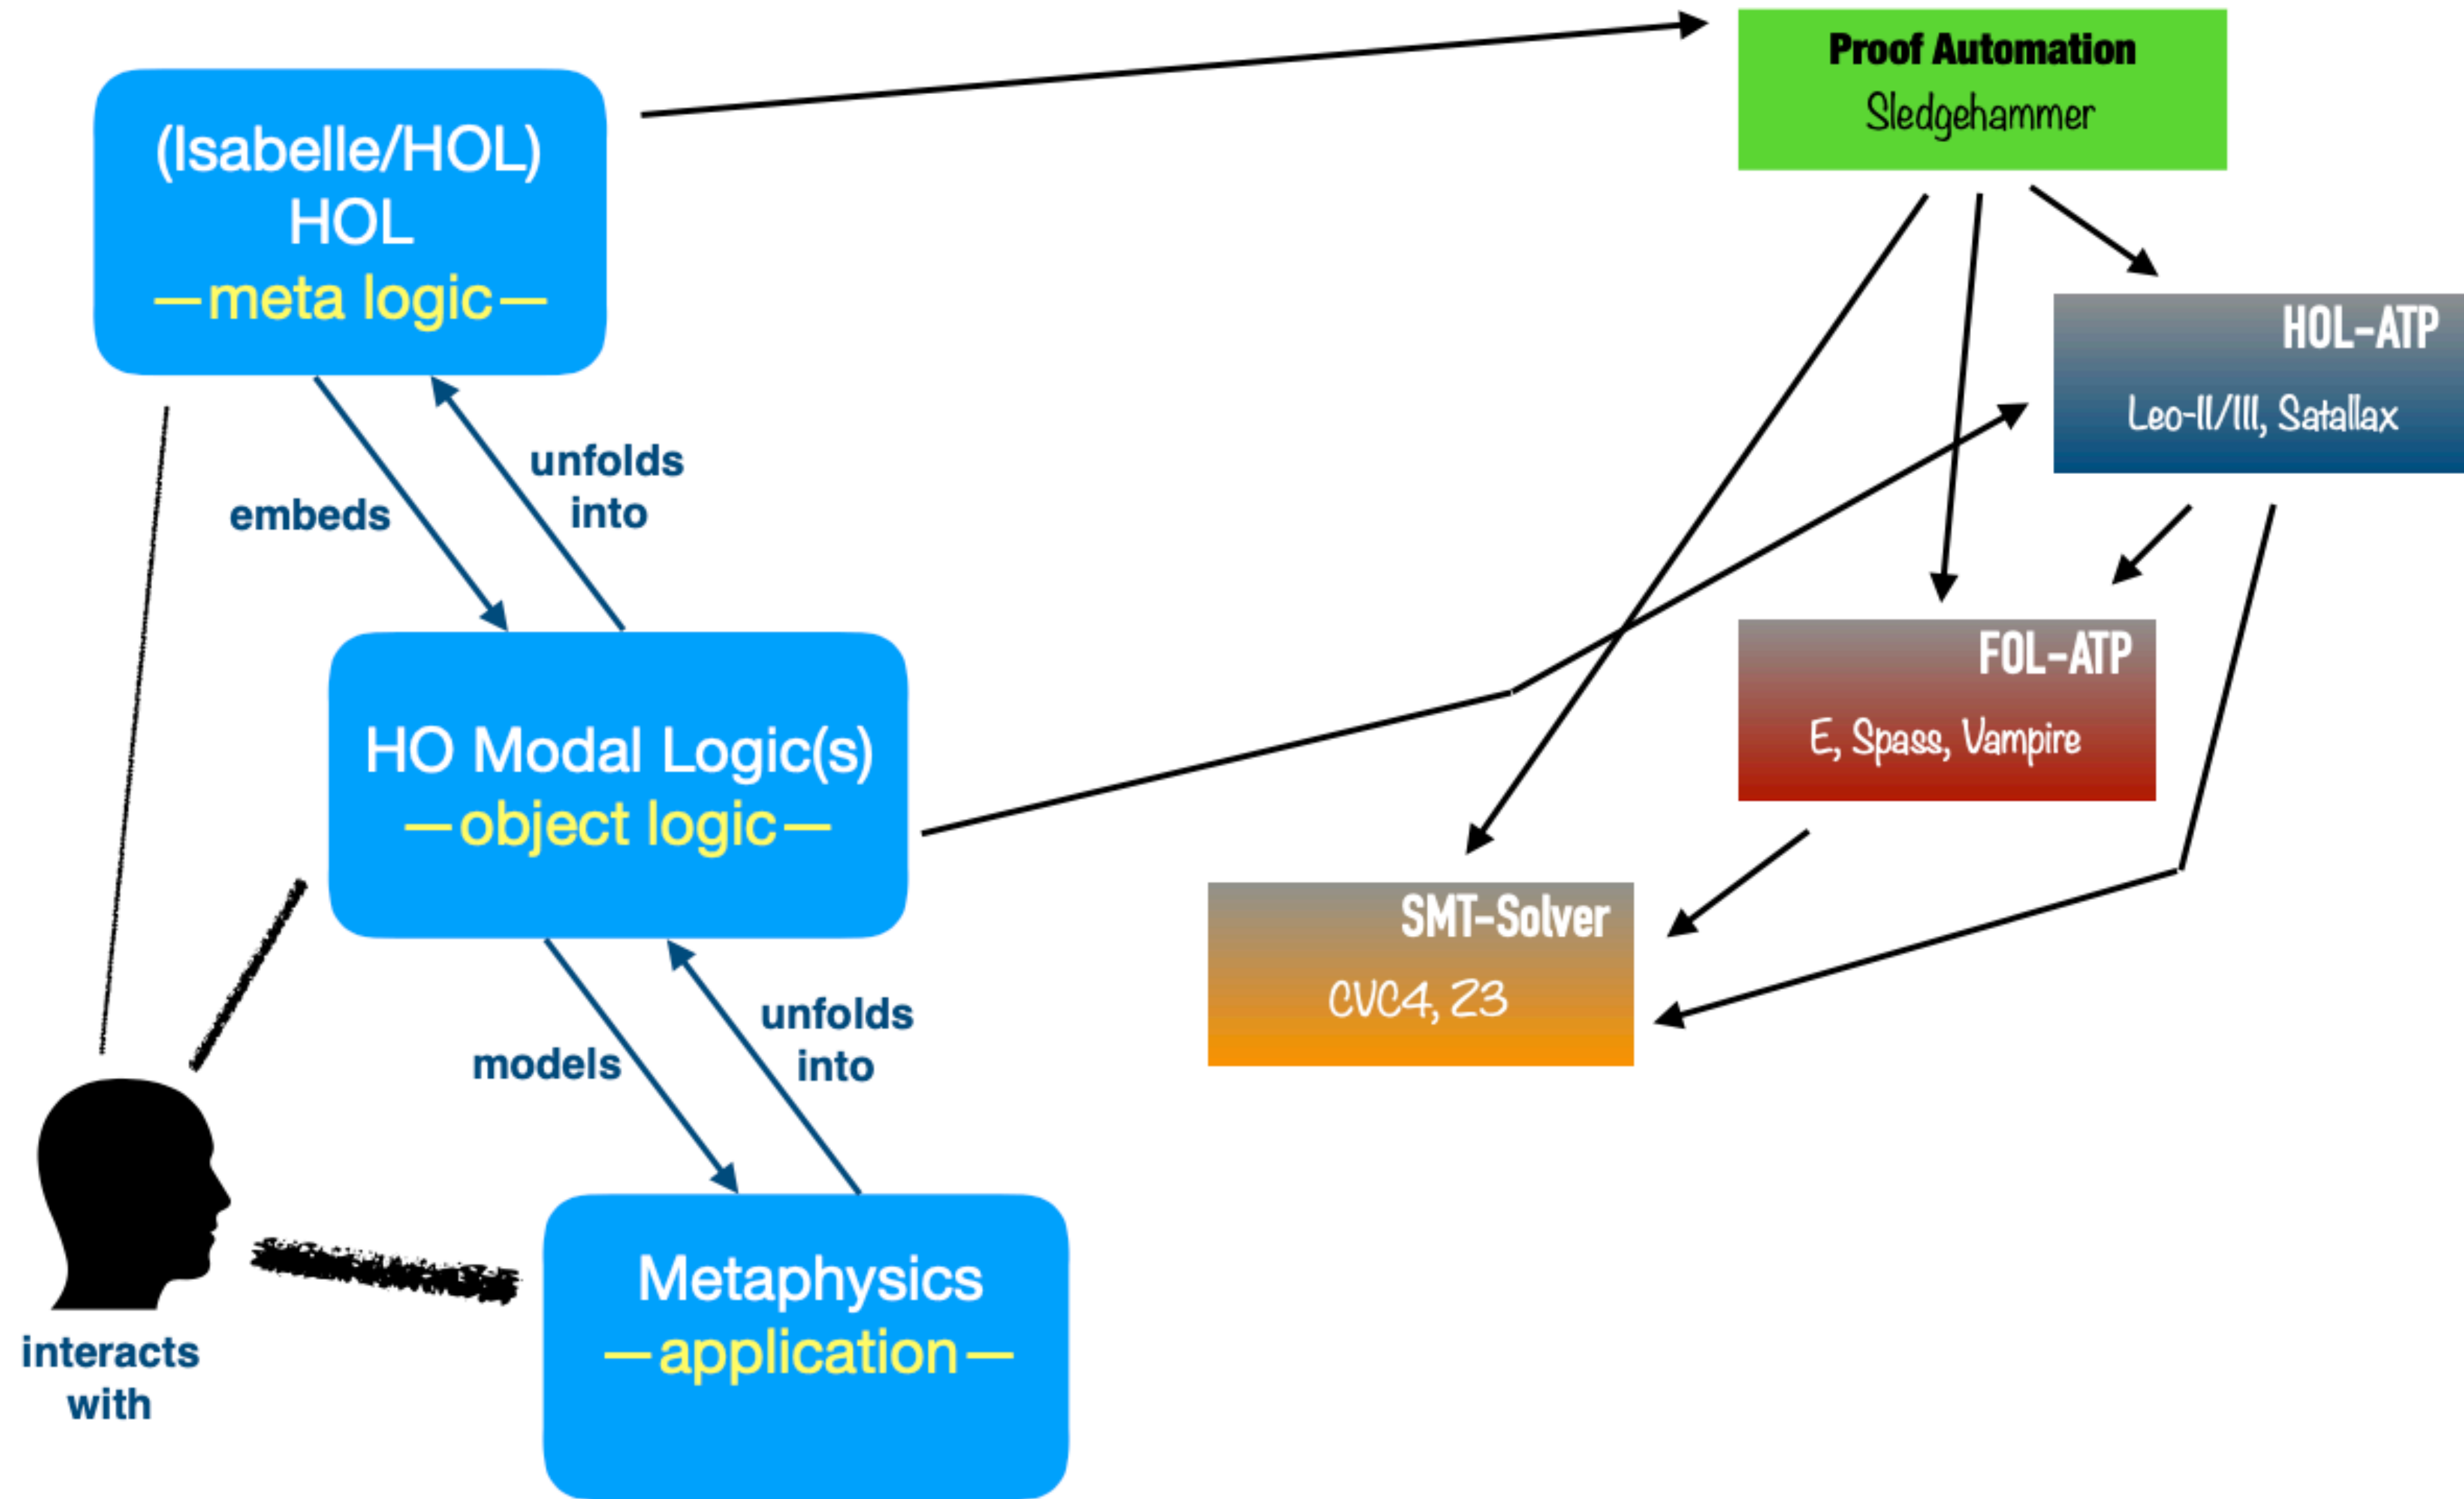 (Isabelle/HOL)
HOL
—meta logic—
Proof Automation
Sledgehammer
HOL-ATP
Leo-II/III, Satallax
unfolds
into
embeds
FOL-ATP
E, Spass, Vampire
HO Modal Logic(s)
—object logic—
SMT-Solver
CVC4, Z3
unfolds
into
models
Metaphysics
—application—
interacts
with